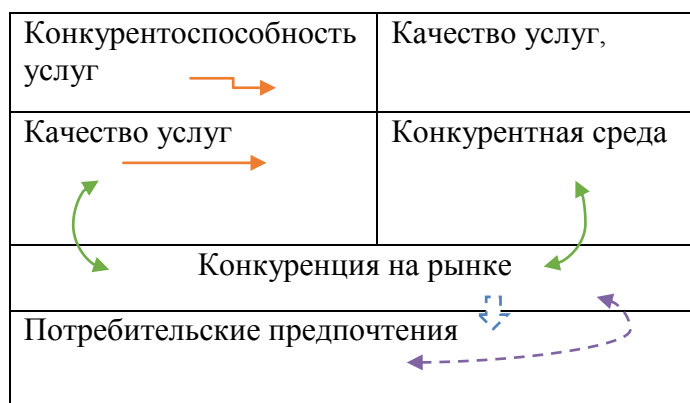 Конкурентоспособность
услуг
Качество услуг,
Качество услуг
Конкурентная среда
Конкуренция на рынке
Потребительские предпочтения